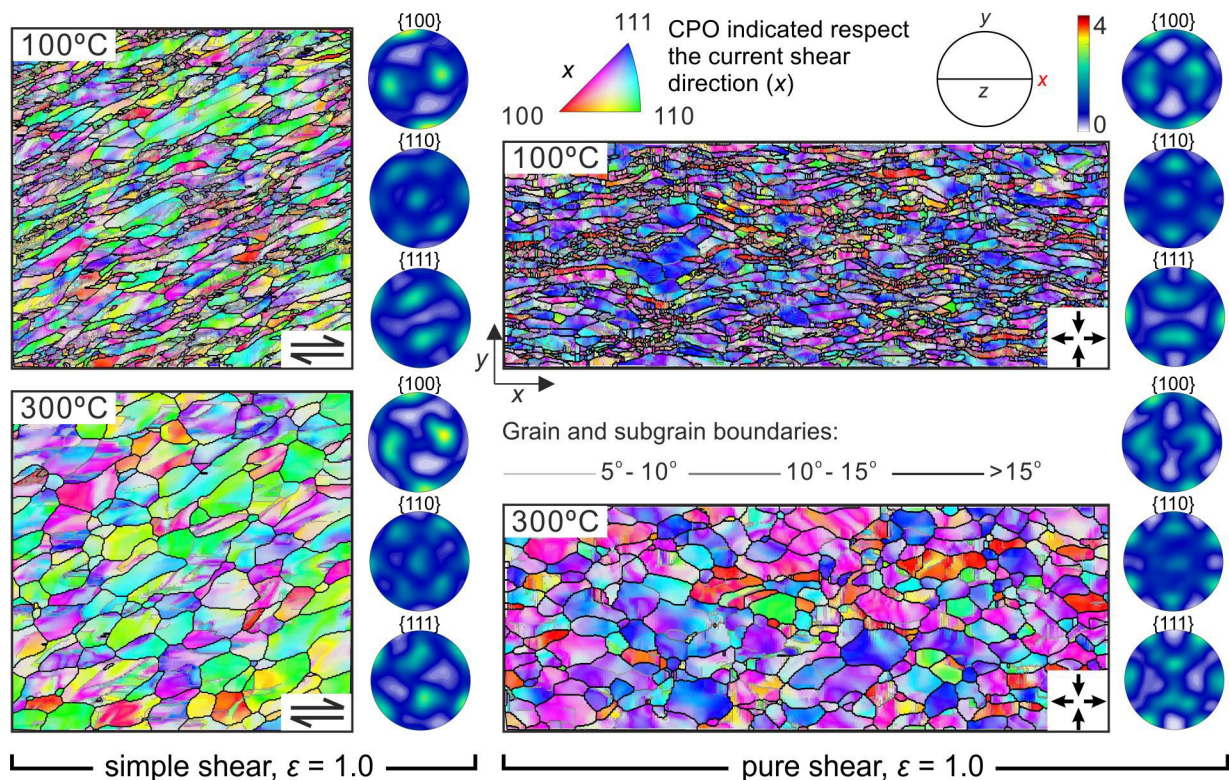 100ºC
{100}
{110}
{111}
111
x
100
110
CPO indicated respect
the current shear
direction (x)
y
z
x
4
0
{100}
{110}
{111}
100ºC
y
x
300ºC
{100}
{110}
{111}
Grain and subgrain boundaries:
5°- 10°
10°- 15°
>15°
300ºC
{100}
{110}
{111}
simple shear, ε = 1.0
pure shear, ε = 1.0